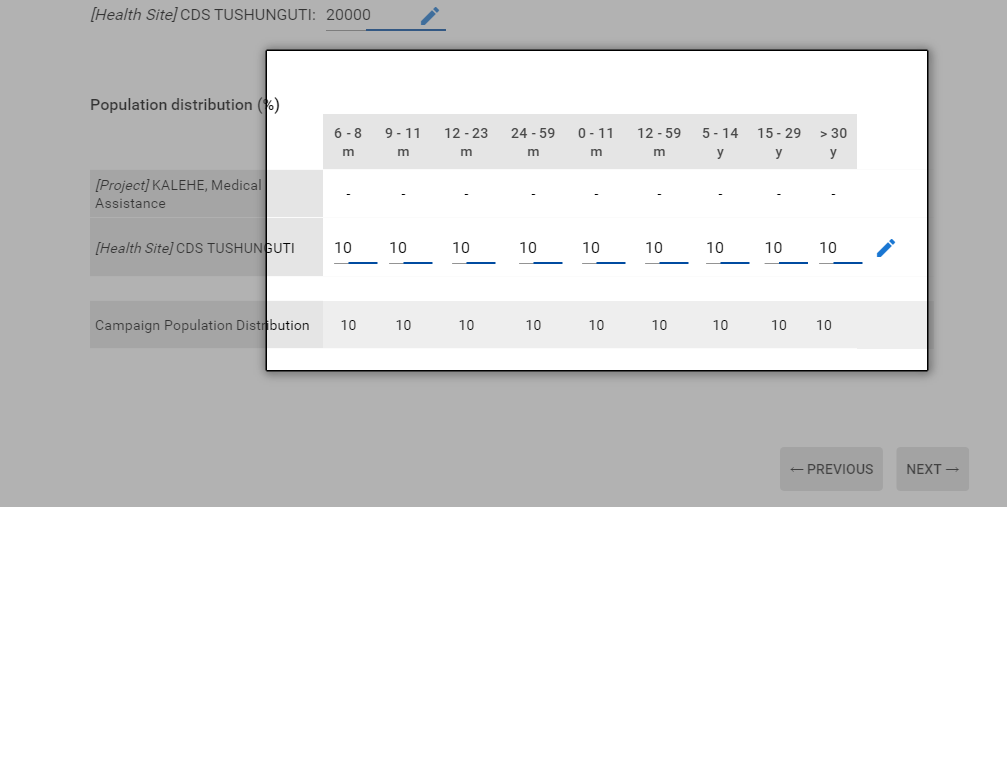 [Health Site] CDS TUSHUNGUTI: 20000
Population distribution (%)
6 - 8 m 9 - 11 m 12 - 23 m 24 - 59 m 0 - 11 m 12 - 59 m 5 - 14 y 15 - 29 y > 30 y
[Project] KALEHE, Medical Assistance - - - - - - - - -
[Health Site] CDS TUSHUNGUTI 10 10 10 10 10 10 10 10 10
Campaign Population Distribution 10 10 10 10 10 10 10 10 10
← PREVIOUS NEXT →